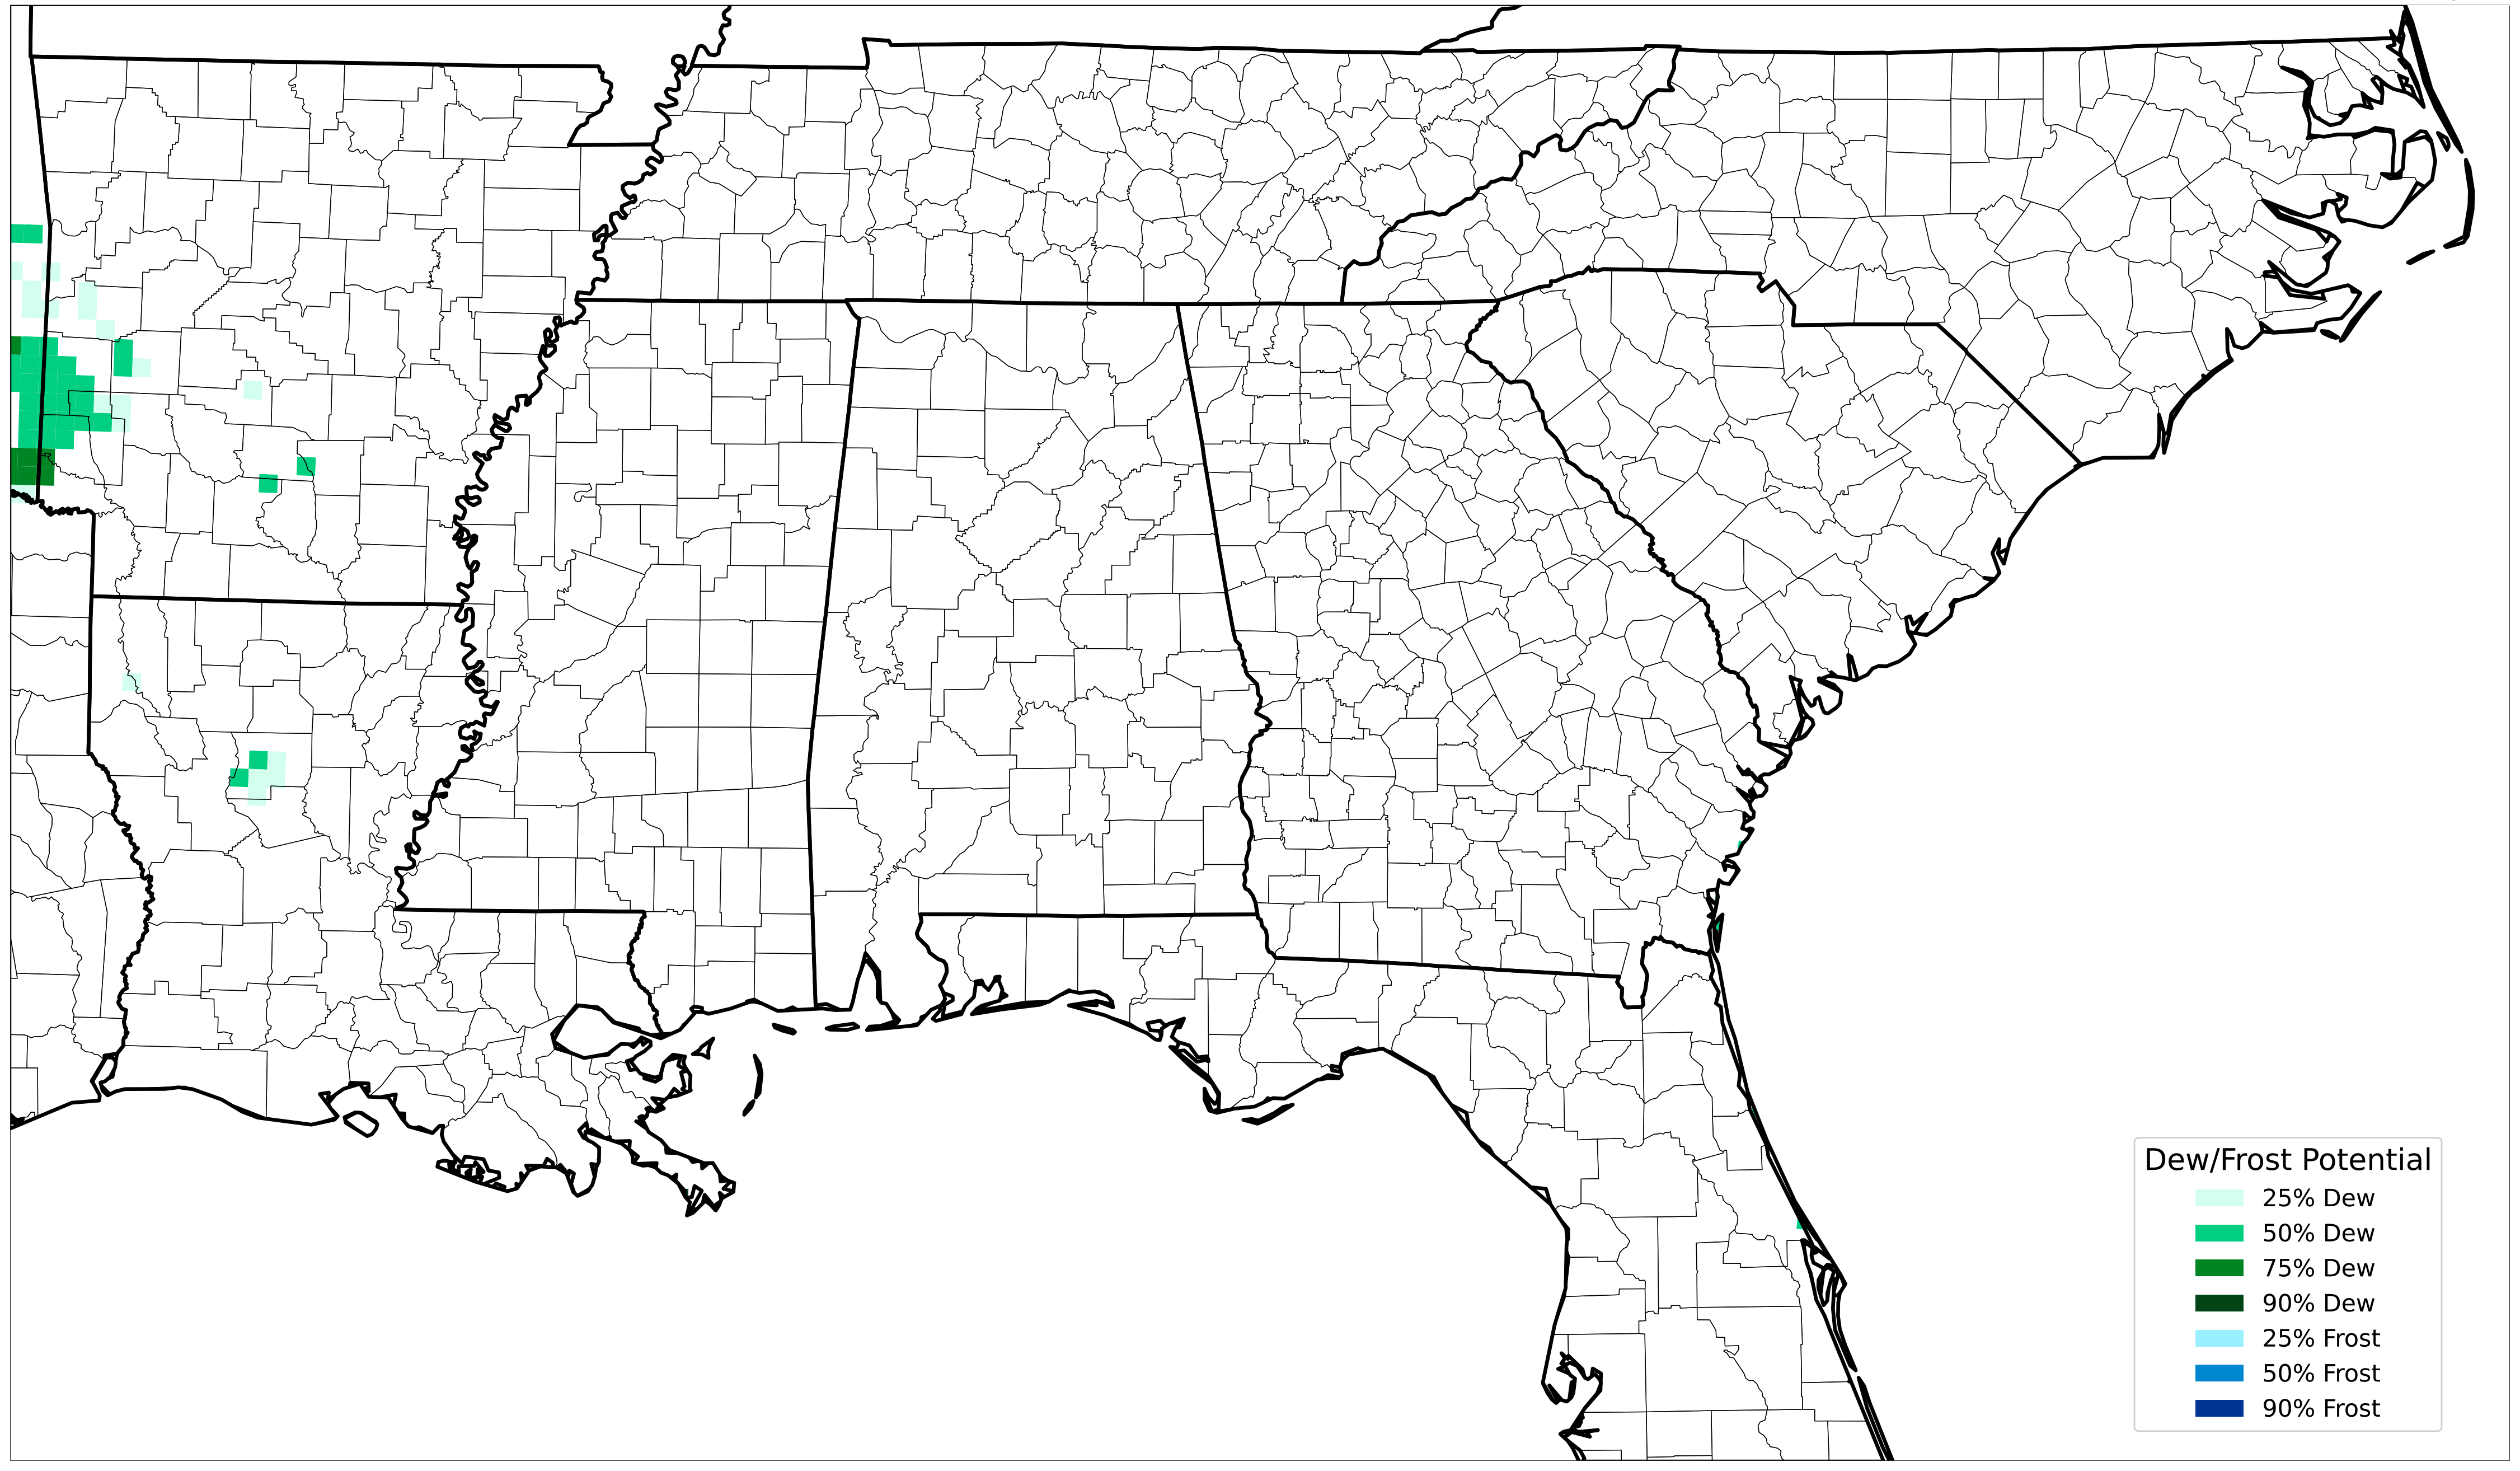 Dew/Frost Potential
25% Dew
50% Dew
75% Dew
90% Dew
25% Frost
50% Frost
90% Frost